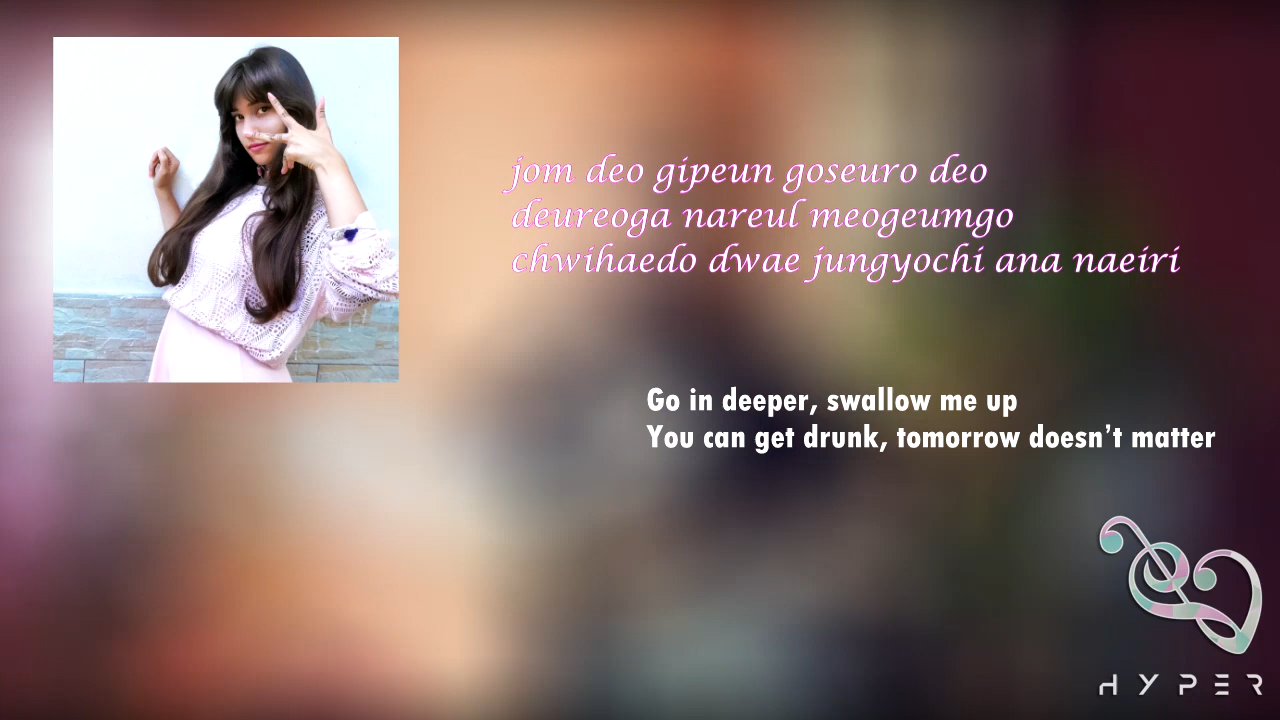 jom deo gipeun goseuro deo
deureoga nareul meogeumgo
chwihaedo dwae jungyochi ana naeiri
Go in deeper, swallow me up
You can get drunk, tomorrow doesn’t matter
HYPER